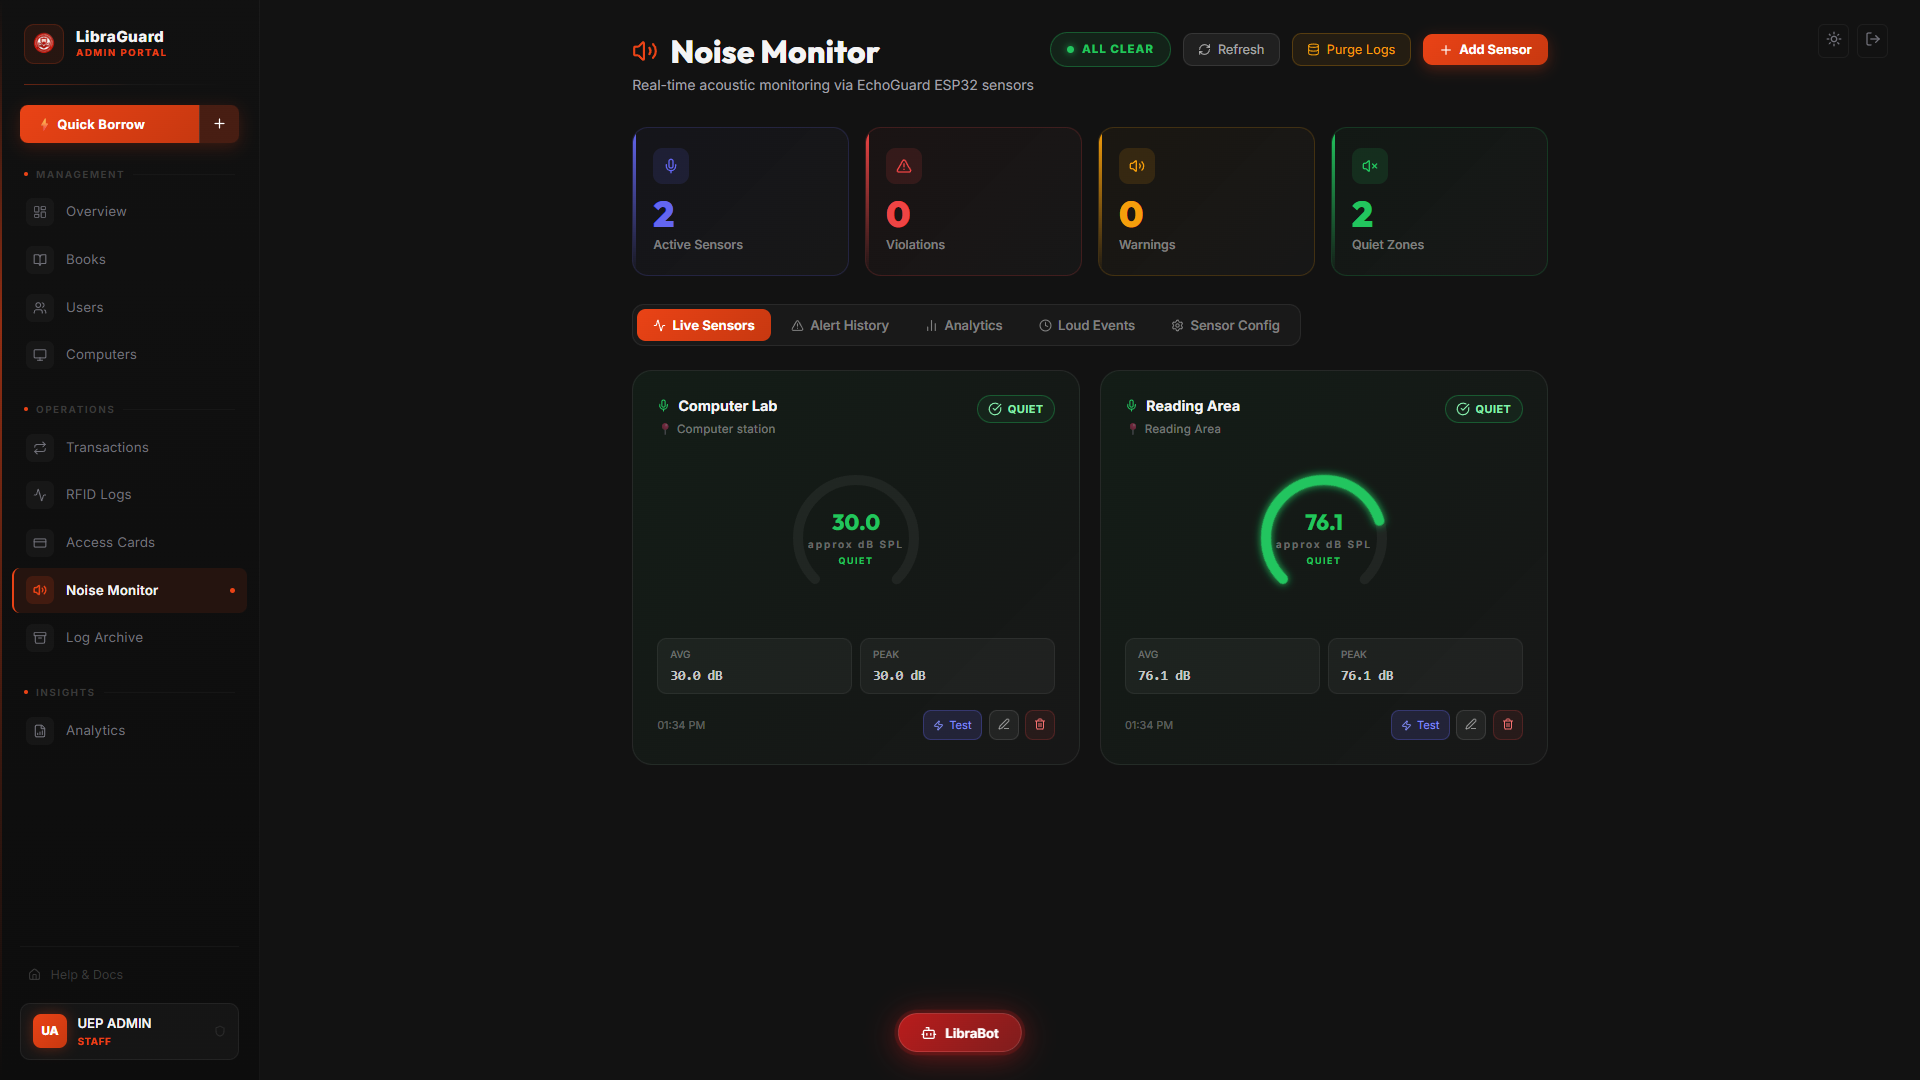 LibraGuard
ADMIN PORTAL
Quick Borrow
+
MANAGEMENT
Overview
Books
Users
Computers
OPERATIONS
Transactions
RFID Logs
Access Cards
Noise Monitor
Log Archive
INSIGHTS
Analytics
Help & Docs
UA
UEP ADMIN
STAFF
Noise Monitor
Real-time acoustic monitoring via EchoGuard ESP32 sensors
ALL CLEAR
Refresh
Purge Logs
+ Add Sensor
2
Active Sensors
0
Violations
0
Warnings
2
Quiet Zones
Live Sensors
Alert History
Analytics
Loud Events
Sensor Config
Computer Lab
Computer station
QUIET
30.0
approx dB SPL
QUIET
AVG
30.0 dB
PEAK
30.0 dB
01:34 PM
Test
Reading Area
Reading Area
QUIET
76.1
approx dB SPL
QUIET
AVG
76.1 dB
PEAK
76.1 dB
01:34 PM
Test
LibraBot